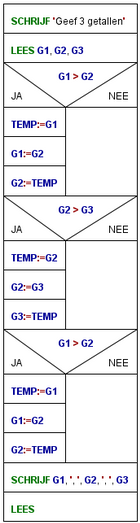 SCHRIJF 'Geef 3 getallen'
LEES G1, G2, G3
G1 > G2
JA NEE
TEMP:=G1
G1:=G2
G2:=TEMP
G2 > G3
JA NEE
TEMP:=G2
G2:=G3
G3:=TEMP
G1 > G2
JA NEE
TEMP:=G1
G1:=G2
G2:=TEMP
SCHRIJF G1, ', ', G2, ', ', G3
LEES